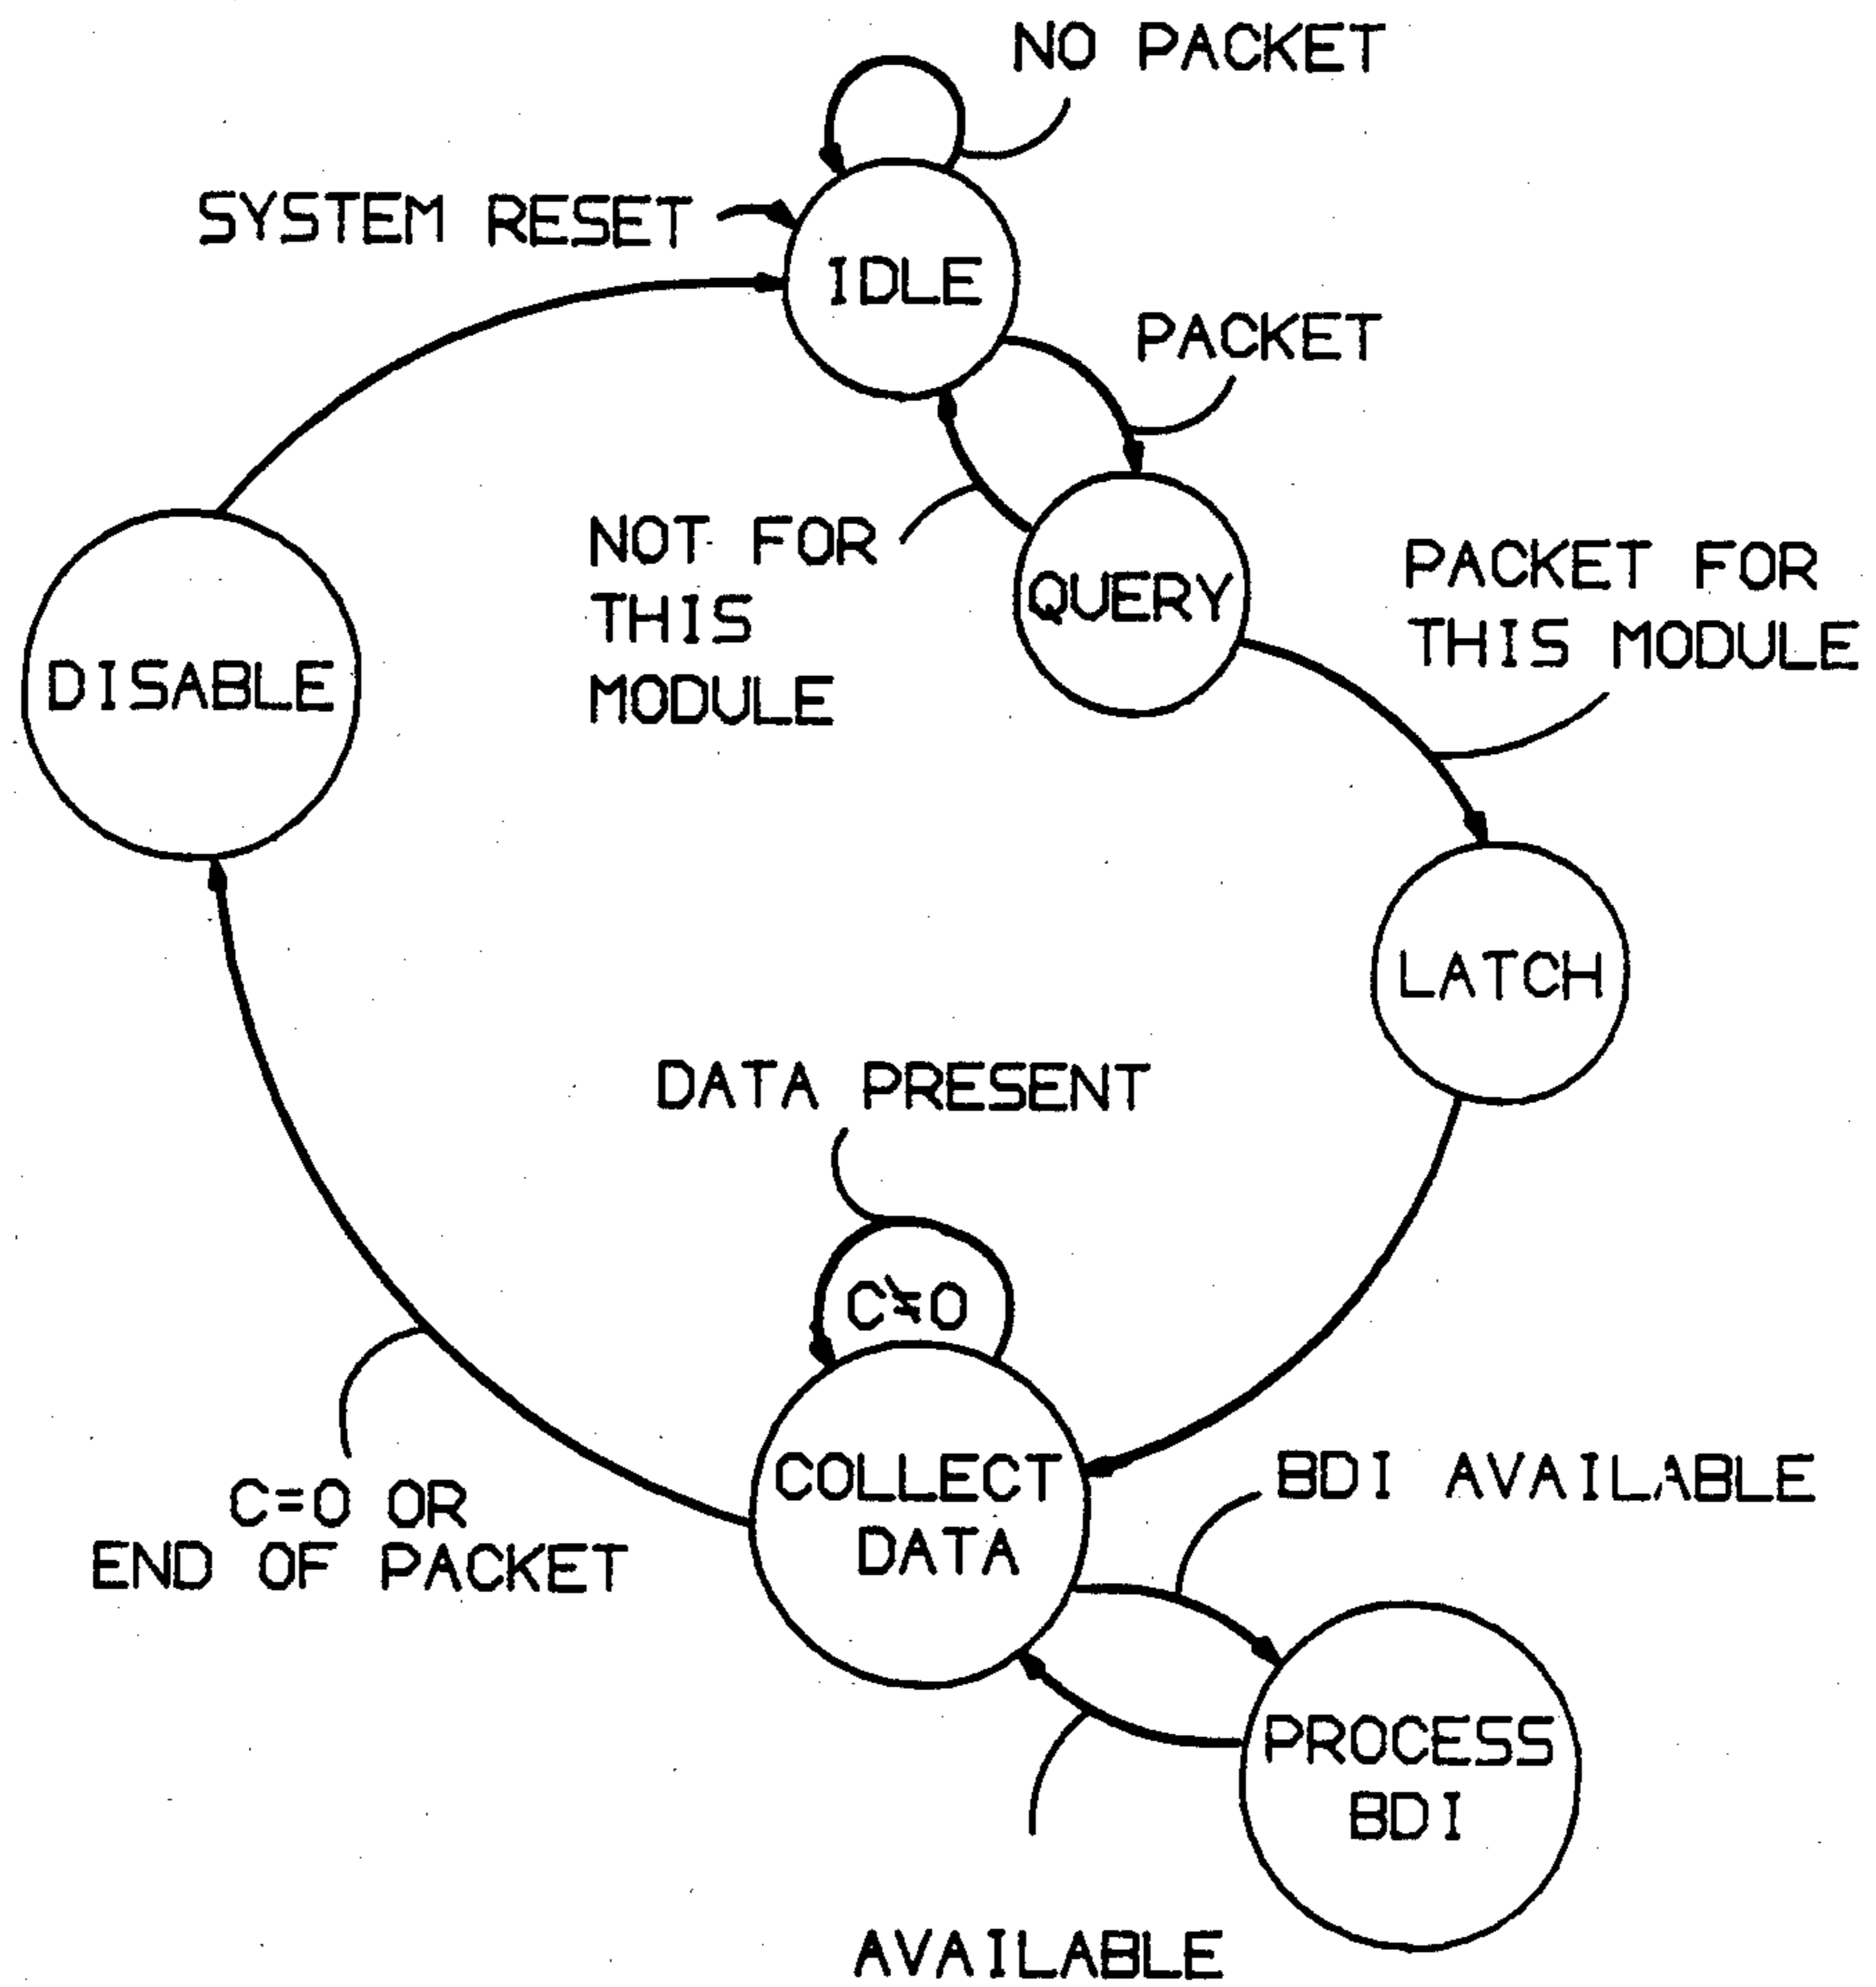 NO PACKET
SYSTEM RESET
IDLE
PACKET
NOT FOR
THIS
MODULE
QUERY
PACKET FOR
THIS MODULE
DISABLE
LATCH
DATA PRESENT
C≠0
COLLECT
DATA
BDI AVAILABLE
C=0 OR
END OF PACKET
PROCESS
BDI
AVAILABLE